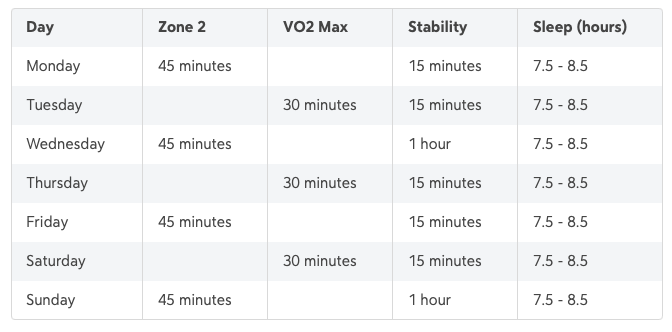 Day Zone 2 VO2 Max Stability Sleep (hours)
Monday 45 minutes 15 minutes 7.5 - 8.5
Tuesday 30 minutes 15 minutes 7.5 - 8.5
Wednesday 45 minutes 1 hour 7.5 - 8.5
Thursday 30 minutes 15 minutes 7.5 - 8.5
Friday 45 minutes 15 minutes 7.5 - 8.5
Saturday 30 minutes 15 minutes 7.5 - 8.5
Sunday 45 minutes 1 hour 7.5 - 8.5